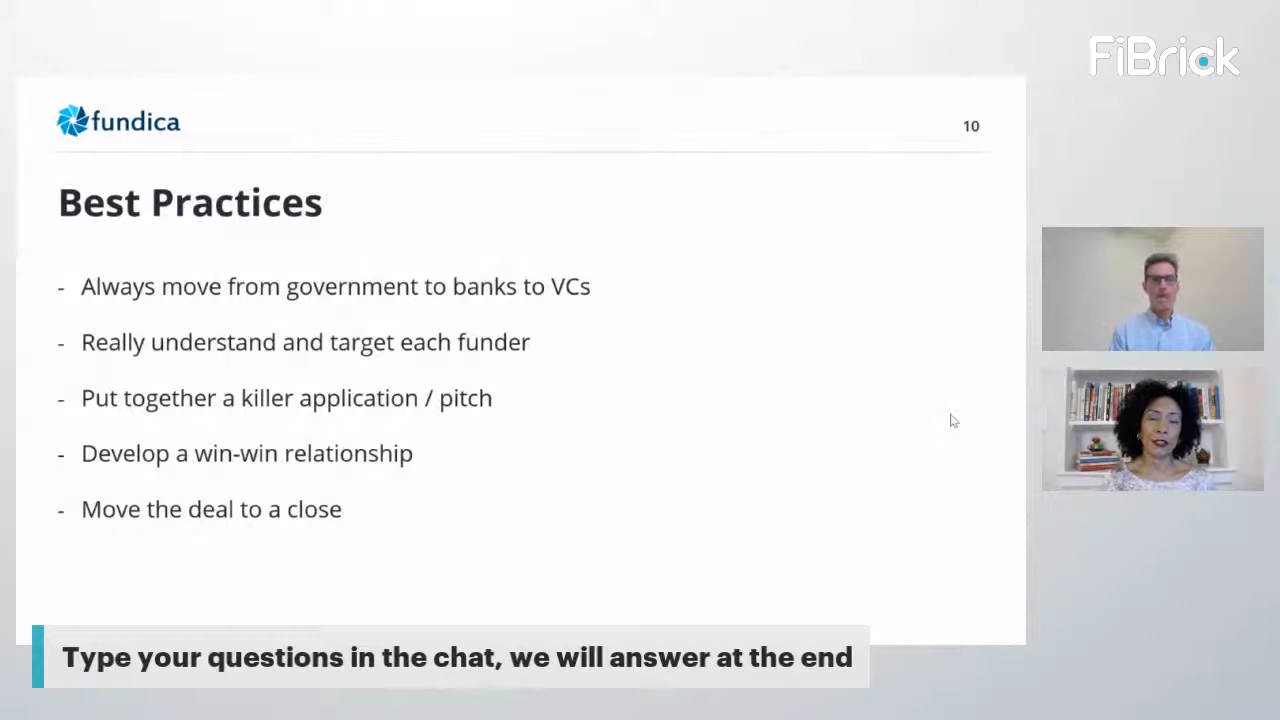 FiBrick
fundica
10
Best Practices
- Always move from government to banks to VCs
- Really understand and target each funder
- Put together a killer application / pitch
- Develop a win-win relationship
- Move the deal to a close
Type your questions in the chat, we will answer at the end